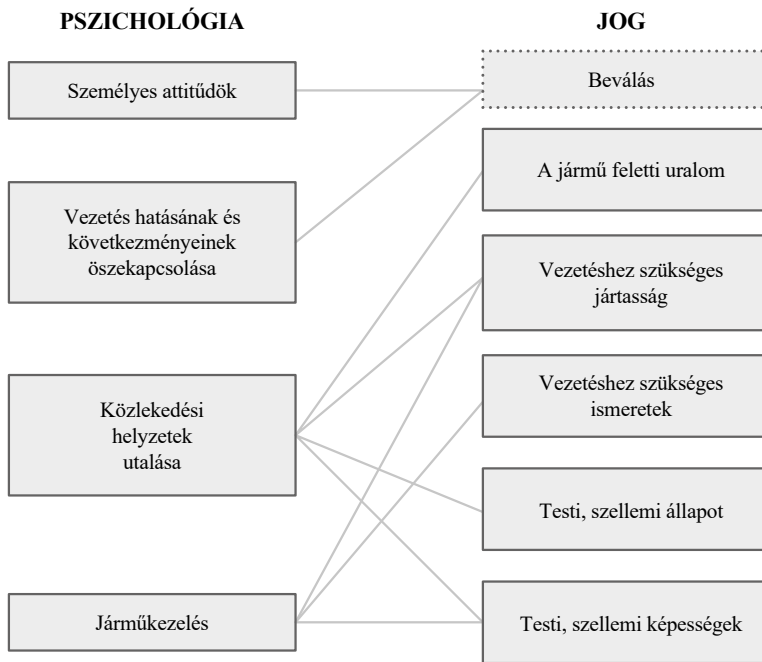 PSZICHOLÓGIA
JOG
Személyes attitűdök
Beválás
A jármű feletti uralom
Vezetés hatásának és
következményeinek
öszekapcsolása
Vezetéshez szükséges
jártasság
Vezetéshez szükséges
ismeretek
Közlekedési
helyzetek
utalása
Testi, szellemi állapot
Járműkezelés
Testi, szellemi képességek